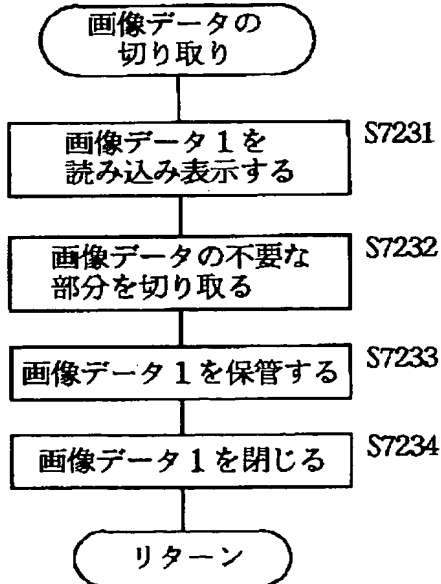 画像データの
切り取り
画像データ１を
読み込み表示する
S7231
画像データの不要な
部分を切り取る
S7232
画像データ１を保管する
S7233
画像データ１を閉じる
S7234
リターン